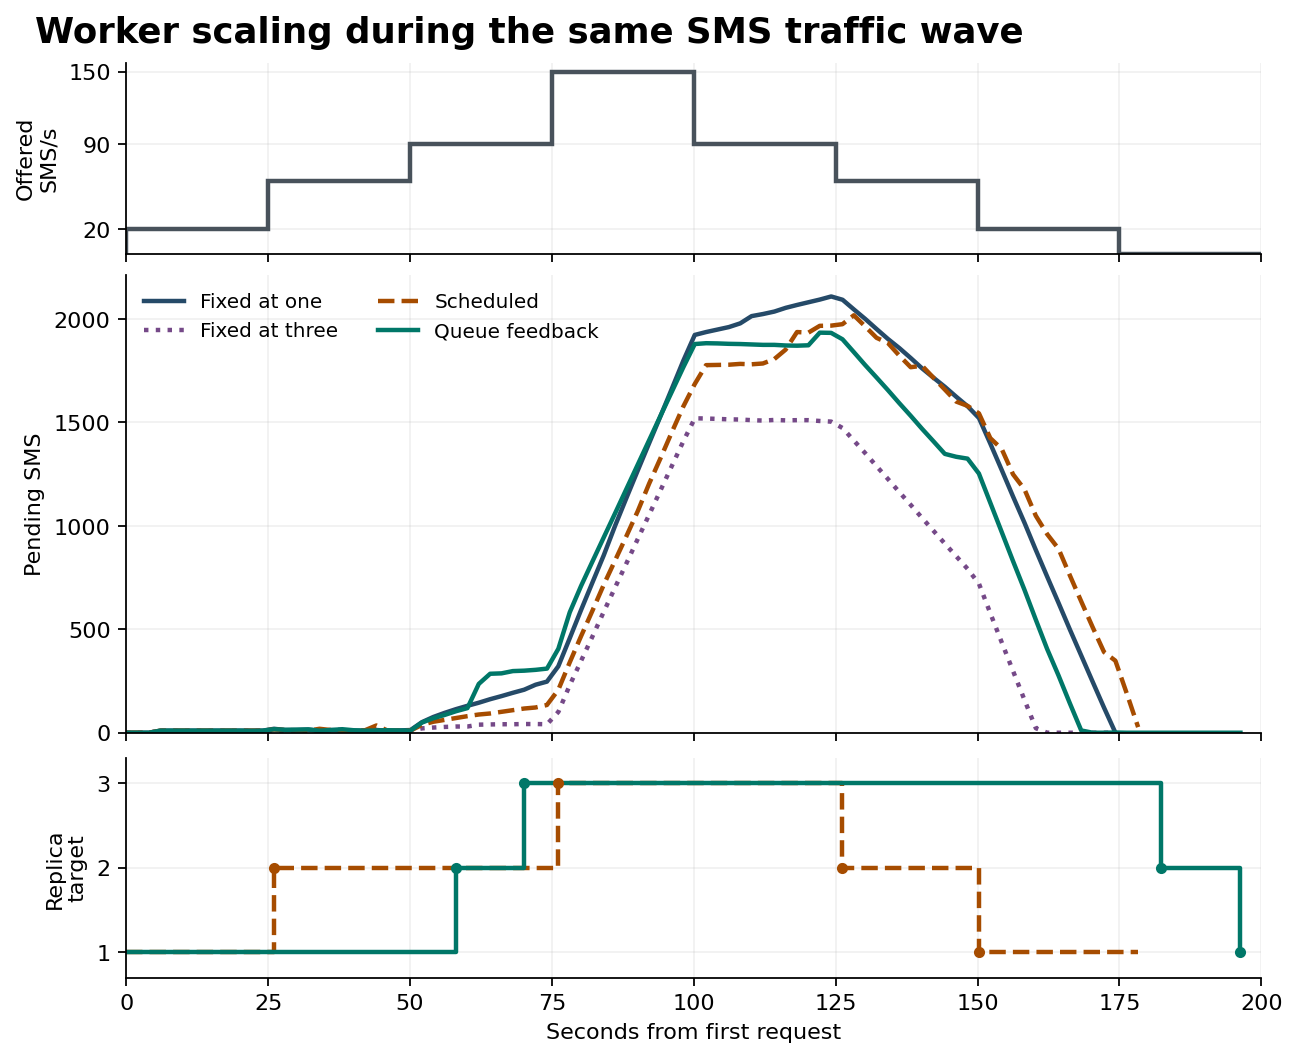 Worker scaling during the same SMS traffic wave
Offered
SMS/s
150
90
20
Fixed at one
Fixed at three
Scheduled
Queue feedback
Pending SMS
2000
1500
1000
500
0
Replica
target
3
2
1
0 25 50 75 100 125 150 175 200
Seconds from first request